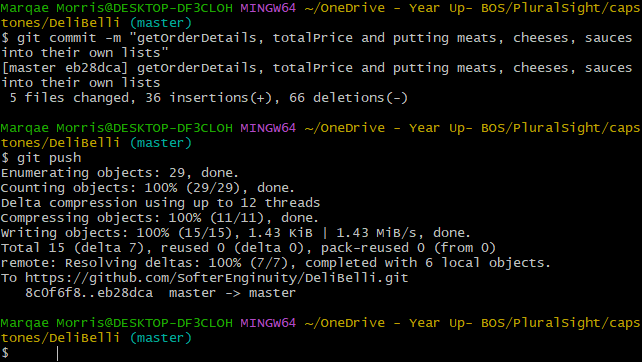 Marqae Morris@DESKTOP-DF3CLOH MINGW64 ~/OneDrive - Year Up- BOS/PluralSight/caps
tones/DeliBelli (master)
$ git commit -m "getOrderDetails, totalPrice and putting meats, cheeses, sauces
into their own lists"
[master eb28dca] getOrderDetails, totalPrice and putting meats, cheeses, sauces
into their own lists
 5 files changed, 36 insertions(+), 66 deletions(-)
Marqae Morris@DESKTOP-DF3CLOH MINGW64 ~/OneDrive - Year Up- BOS/PluralSight/caps
tones/DeliBelli (master)
$ git push
Enumerating objects: 29, done.
Counting objects: 100% (29/29), done.
Delta compression using up to 12 threads
Compressing objects: 100% (11/11), done.
Writing objects: 100% (15/15), 1.43 KiB | 1.43 MiB/s, done.
Total 15 (delta 7), reused 0 (delta 0), pack-reused 0 (from 0)
remote: Resolving deltas: 100% (7/7), completed with 6 local objects.
To https://github.com/SofterEnginuity/DeliBelli.git
   8c0f6f8..eb28dca  master -> master
Marqae Morris@DESKTOP-DF3CLOH MINGW64 ~/OneDrive - Year Up- BOS/PluralSight/caps
tones/DeliBelli (master)
$